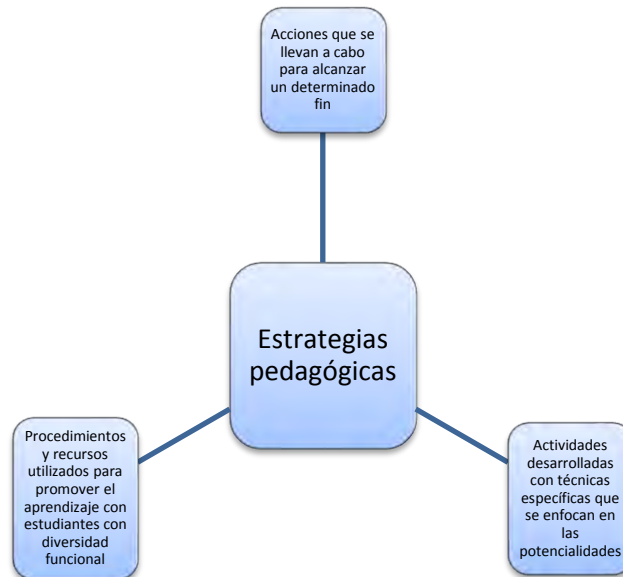 Acciones que se
llevan a cabo
para alcanzar
un determinado
fin
Estrategias
pedagógicas
Procedimientos
y recursos
utilizados para
promover el
aprendizaje con
estudiantes con
diversidad
funcional
Actividades
desarrolladas
con técnicas
específicas que
se enfocan en
las
potencialidades